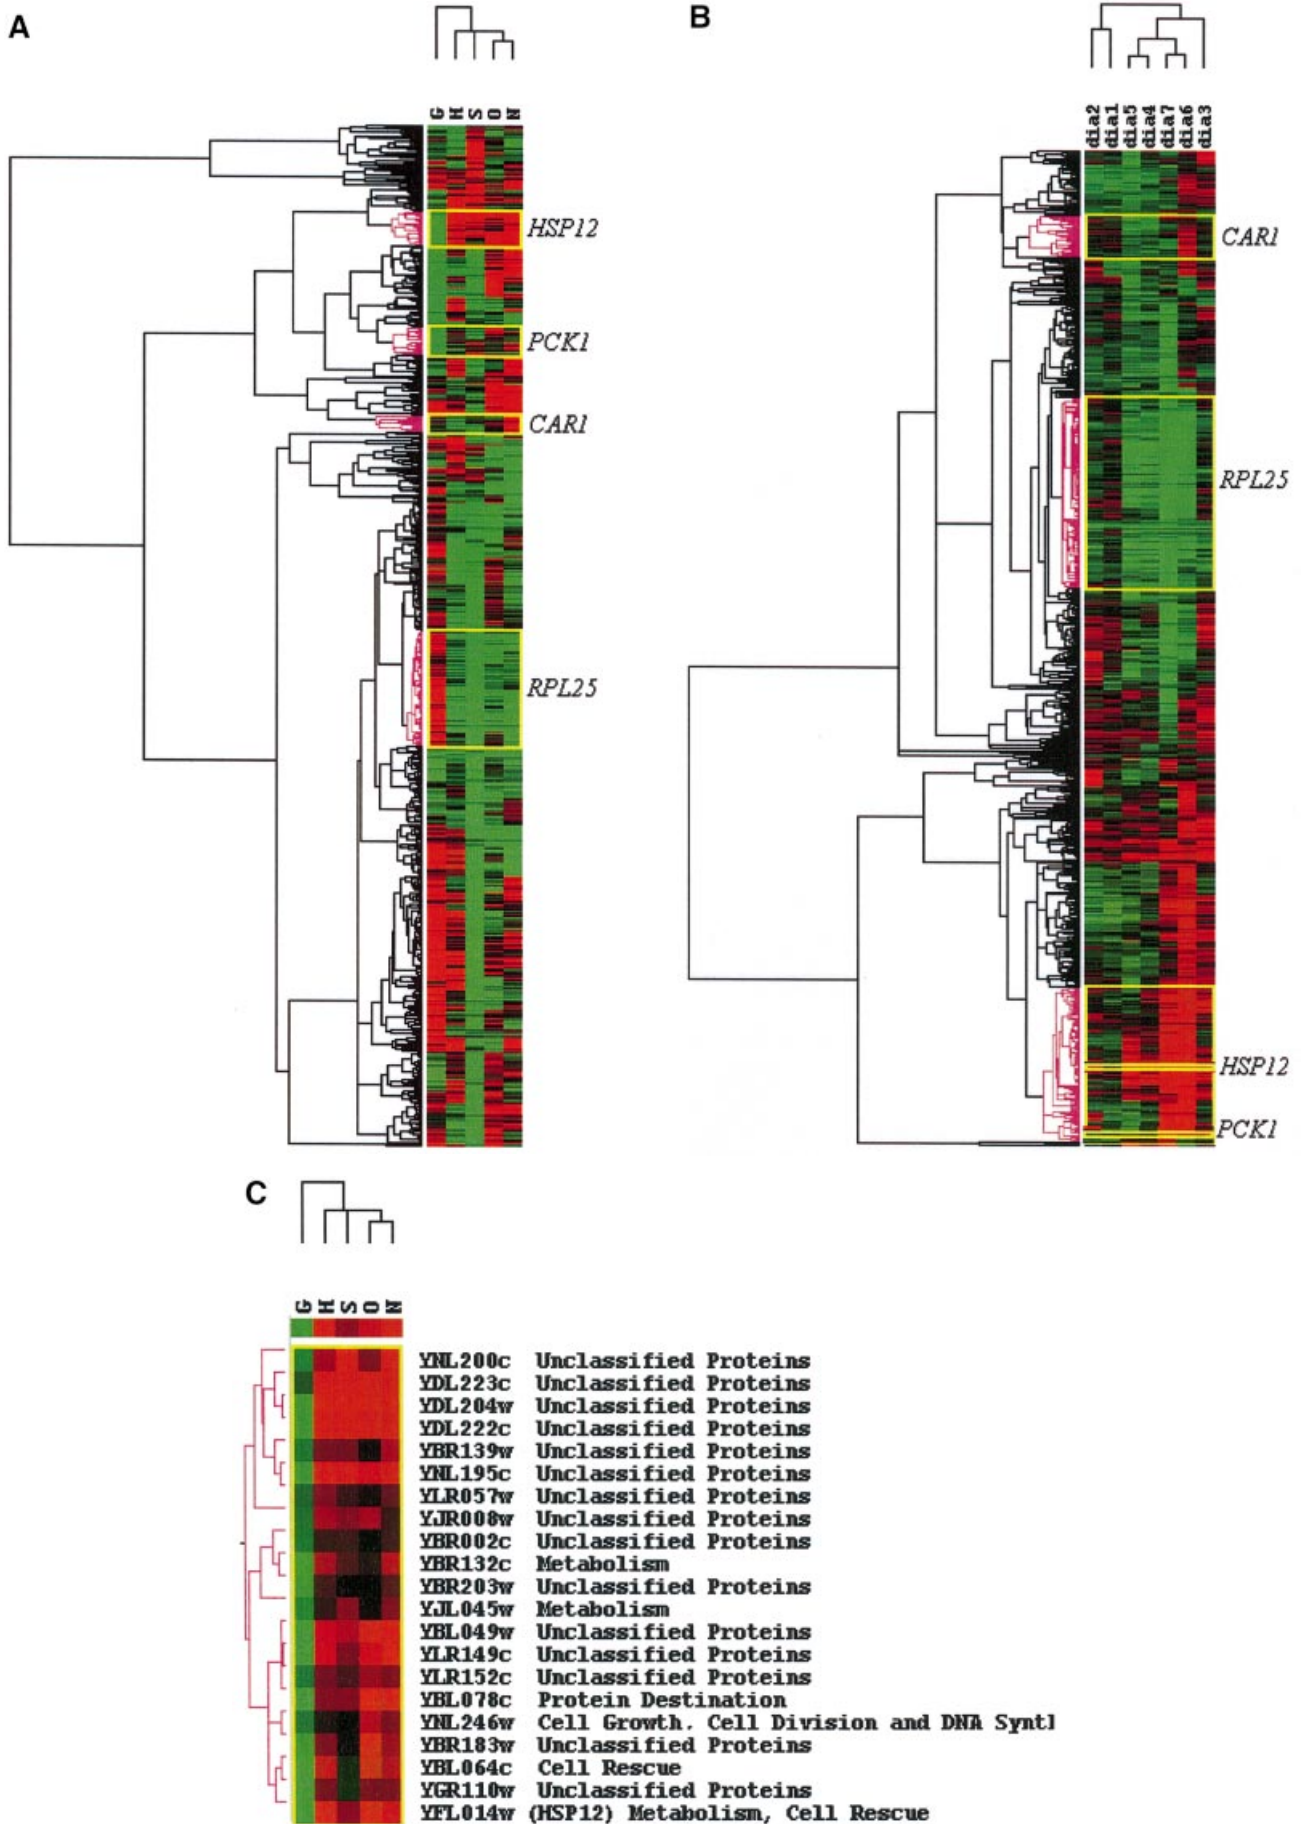 A
G H S O N
HSP12
PCK1
CAR1
RPL25
B
dia2 dia1 dia5 dia4 dia7 dia6 dia3
CAR1
RPL25
HSP12
PCK1
C
G H S O N
YNL200c Unclassified Proteins
YDL223c Unclassified Proteins
YDL204w Unclassified Proteins
YDL222c Unclassified Proteins
YBR139w Unclassified Proteins
YNL195c Unclassified Proteins
YLR057w Unclassified Proteins
YJR008w Unclassified Proteins
YBR002c Unclassified Proteins
YBR132c Metabolism
YBR203w Unclassified Proteins
YJL045w Metabolism
YBL049w Unclassified Proteins
YLR149c Unclassified Proteins
YLR152c Unclassified Proteins
YBL078c Protein Destination
YNL246w Cell Growth. Cell Division and DNA Syntl
YBR183w Unclassified Proteins
YBL064c Cell Rescue
YGR110w Unclassified Proteins
YFL014w (HSP12) Metabolism, Cell Rescue